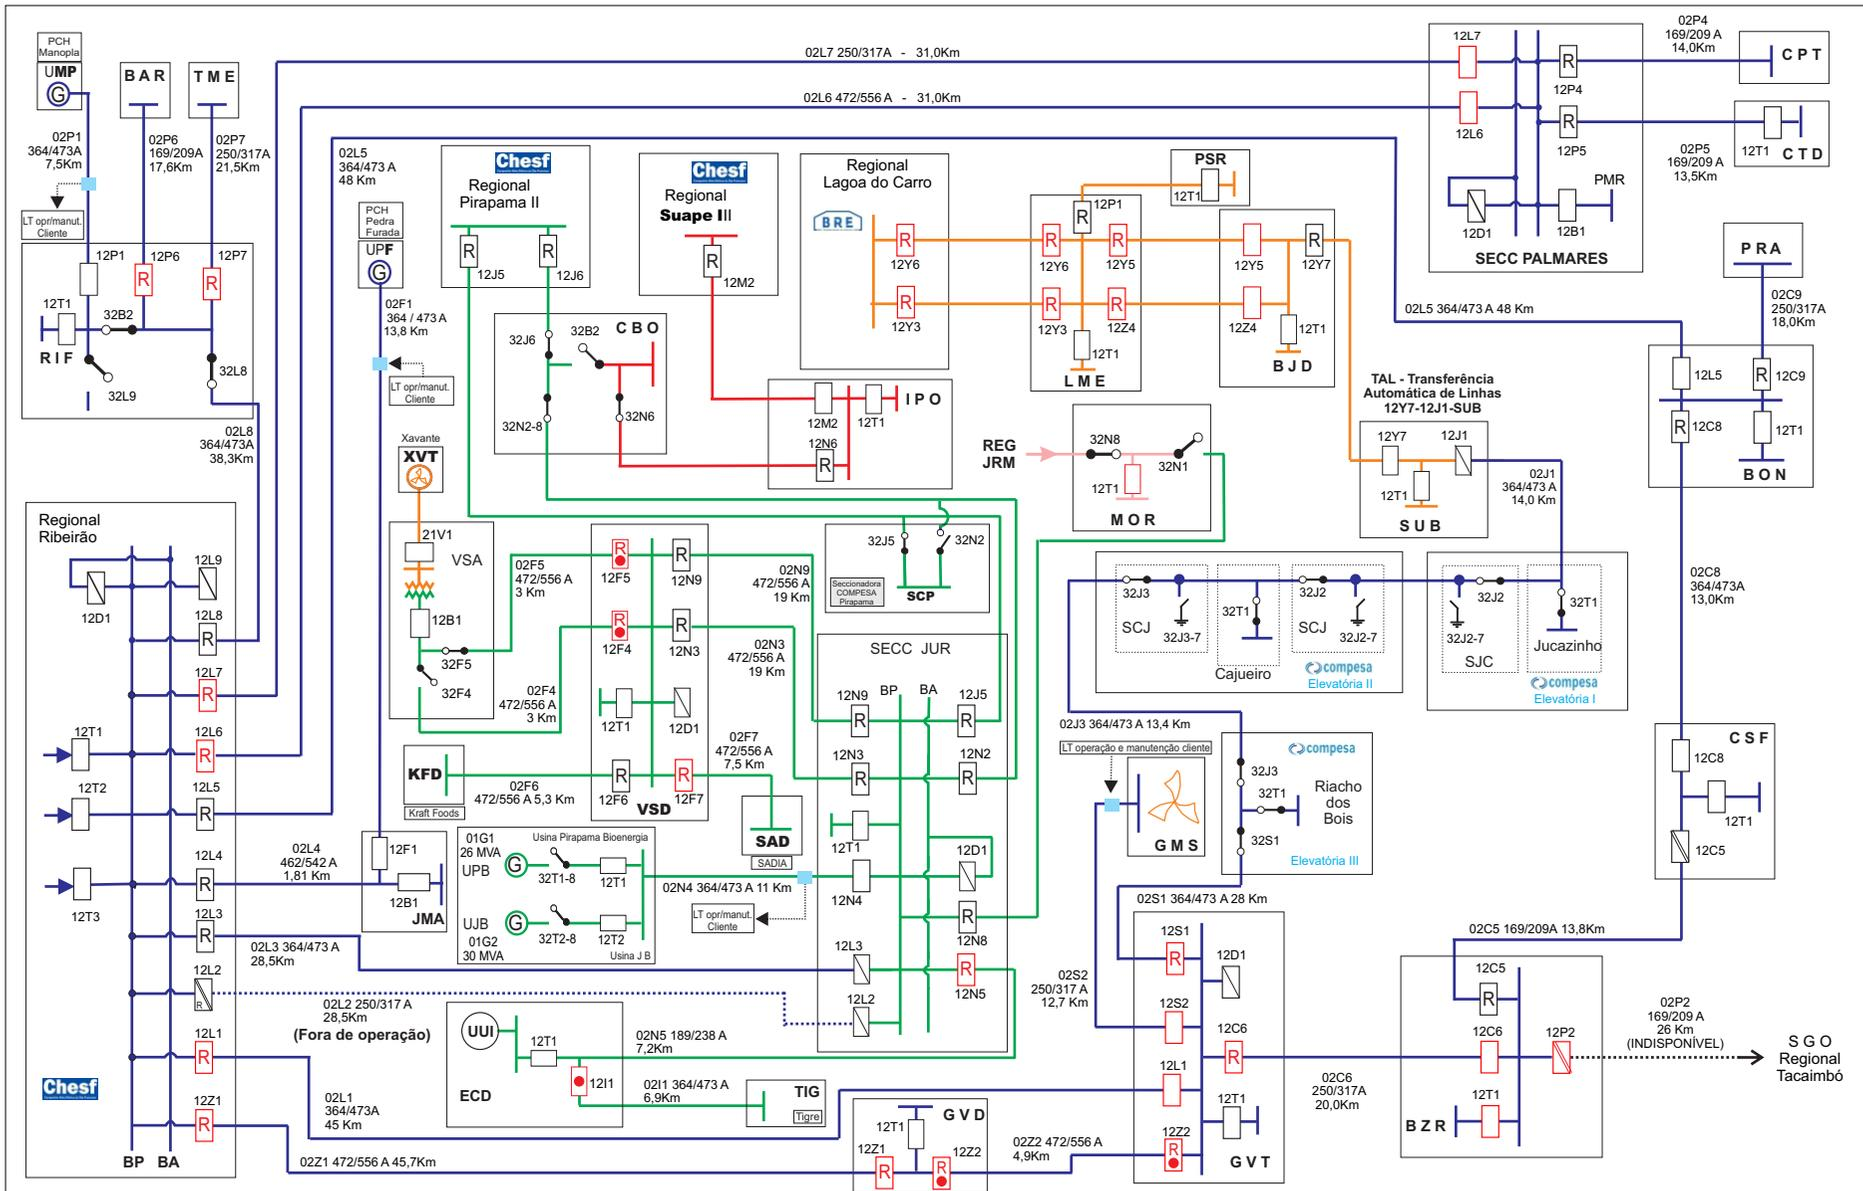 PCH
Manopla
UMP
G
02P1
364/473A
7,5Km
LT opr/manut.
Cliente
BAR
02P6
169/209A
17,6Km
TME
02P7
250/317A
21,5Km
12P1
12P6
R
12P7
R
12T1
32B2
RIF
32L9
32L8
02L8
364/473A
38,3Km
02L7 250/317A - 31,0Km
02L6 472/556 A - 31,0Km
02L5
364/473 A
48 Km
PCH
Pedra
Furada
UPF
G
02F1
364 / 473 A
13,8 Km
LT opr/manut.
Cliente
Chesf
Regional
Pirapama II
R
12J5
R
12J6
Chesf
Regional
Suape III
R
12M2
32J6
32B2
CBO
32N2-8
32N6
12M2
12T1
IPO
12N6
R
Regional
Lagoa do Carro
BRE
R
12Y6
R
12Y3
PSR
12T1
12P1
R
R
12Y6
R
12Y5
R
12Y3
R
12Z4
12T1
LME
12Y5
R
12Y7
12Z4
12T1
BJD
12L7
12L6
R
12P4
R
12P5
12D1
12B1
PMR
SECC PALMARES
02P4
169/209 A
14,0Km
CPT
02P5
169/209 A
13,5Km
12T1
CTD
PRA
02C9
250/317A
18,0Km
02L5 364/473 A 48 Km
12L5
R
12C9
R
12C8
12T1
BON
TAL - Transferência
Automática de Linhas
12Y7-12J1-SUB
12Y7
12J1
12T1
SUB
02J1
364/473 A
14,0 Km
REG
JRM
32N8
32N1
12T1
MOR
02C8
364/473A
13,0Km
Xavante
XVT
21V1
VSA
12B1
32F5
32F4
02F5
472/556 A
3 Km
02F4
472/556 A
3 Km
R
12F5
R
12N9
R
12F4
R
12N3
12T1
12D1
R
12F6
R
12F7
VSD
02N9
472/556 A
19 Km
02N3
472/556 A
19 Km
02F7
472/556 A
7,5 Km
KFD
Kraft Foods
02F6
472/556 A 5,3 Km
SAD
SADIA
32J5
32N2
Seccionadora
COMPESA
Pirapama
SCP
SECC JUR
12N9
R
BP
BA
12J5
R
12N3
R
12N2
R
12T1
12D1
12N4
R
12N8
12L3
R
12N5
12L2
Regional
Ribeirão
12L9
12D1
12L8
R
12L7
R
12T1
12L6
R
12T2
12L5
R
12L4
R
12T3
12L3
R
12L2
R
12L1
R
Chesf
12Z1
R
BP
BA
02L4
462/542 A
1,81 Km
12F1
12B1
JMA
02L3 364/473 A
28,5Km
02L2 250/317 A
28,5Km
(Fora de operação)
02L1
364/473A
45 Km
02Z1 472/556 A 45,7Km
01G1
26 MVA
UPB
G
Usina Pirapama Bioenergia
32T1-8
12T1
UJB
G
01G2
30 MVA
32T2-8
12T2
Usina J B
02N4 364/473 A 11 Km
LT opr/manut.
Cliente
UUI
12T1
12I1
ECD
02N5 189/238 A
7,2Km
02I1 364/473 A
6,9Km
TIG
Tigre
32J3
SCJ
32J3-7
32T1
Cajueiro
32J2
SCJ
32J2-7
compesa
Elevatória II
32J2
32J2-7
SJC
32T1
Jucazinho
compesa
Elevatória I
02J3 364/473 A 13,4 Km
LT operação e manutenção cliente
GMS
compesa
32J3
32T1
32S1
Riacho
dos
Bois
Elevatória III
02S1 364/473 A 28 Km
02S2
250/317 A
12,7 Km
12S1
R
12D1
12S2
12C6
R
12L1
12T1
12Z2
R
GVT
GVD
12T1
12Z1
R
12Z2
R
02Z2 472/556 A
4,9Km
02C6
250/317A
20,0Km
CSF
12C8
12T1
12C5
02C5 169/209A 13,8Km
12C5
R
12C6
12P2
12T1
BZR
02P2
169/209 A
26 Km
(INDISPONÍVEL)
SGO
Regional
Tacaimbó